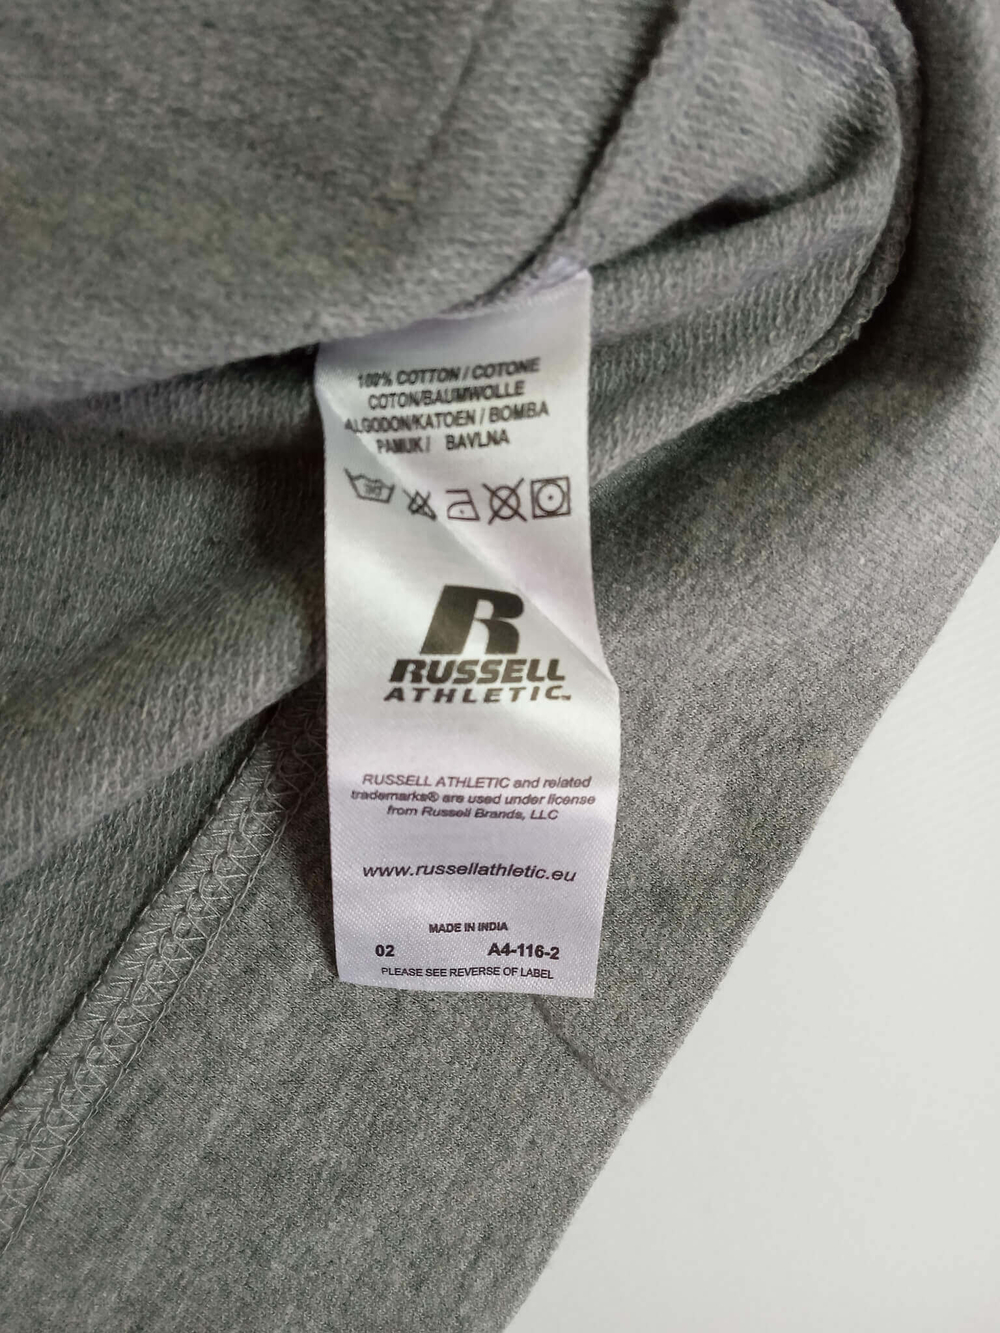 100% COTTON / COTONE
COTON/BAUMWOLLE
ALGODON/KATOEN / BOMBA
PAMUK / BAVLNA
30
R
RUSSELL
ATHLETIC™
RUSSELL ATHLETIC and related
trademarks® are used under license
from Russell Brands, LLC
www.russellathletic.eu
MADE IN INDIA
02 A4-116-2
PLEASE SEE REVERSE OF LABEL